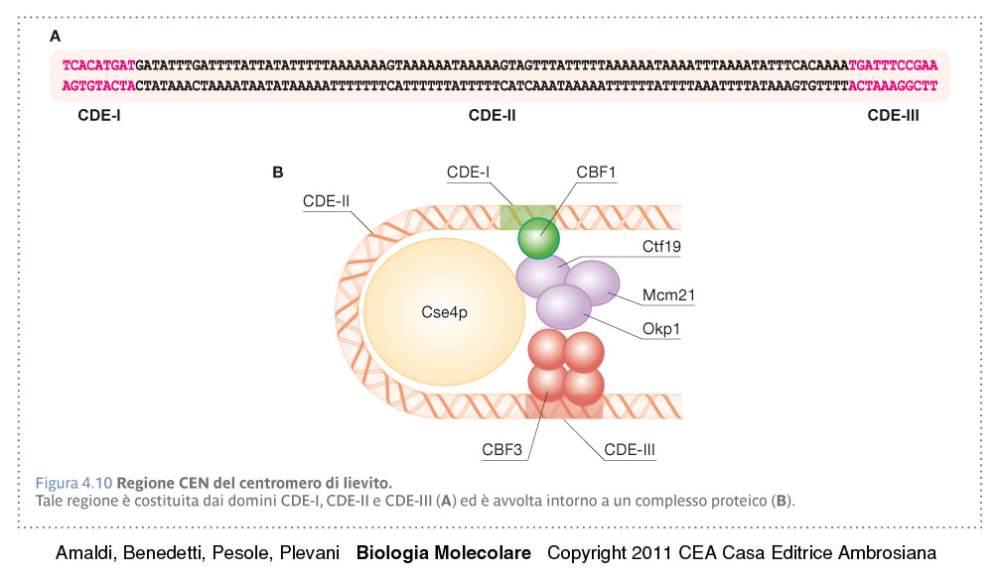 A
TCACATGATGATATTTGATTTTATTATATTTTTAAAAAAAGTAAAAAATAAAAAGTAGTTTATTTTTAAAAAATAAAATTTAAAATATTTCACAAAATGATTTCCGAA
AGTGTACTACTATAAACTAAAATAATATAAAAATTTTTTTCATTTTTTATTTTTCATCAAATAAAAATTTTTTATTTTAAATTTTATAAAGTGTTTTACTAAAGGCTT
CDE-I CDE-II CDE-III
B
CDE-I CBF1
CDE-II
Ctf19
Mcm21
Cse4p
Okp1
CBF3 CDE-III
Figura 4.10 Regione CEN del centromero di lievito.
Tale regione è costituita dai domini CDE-I, CDE-II e CDE-III (A) ed è avvolta intorno a un complesso proteico (B).
Amaldi, Benedetti, Pesole, Plevani Biologia Molecolare Copyright 2011 CEA Casa Editrice Ambrosiana